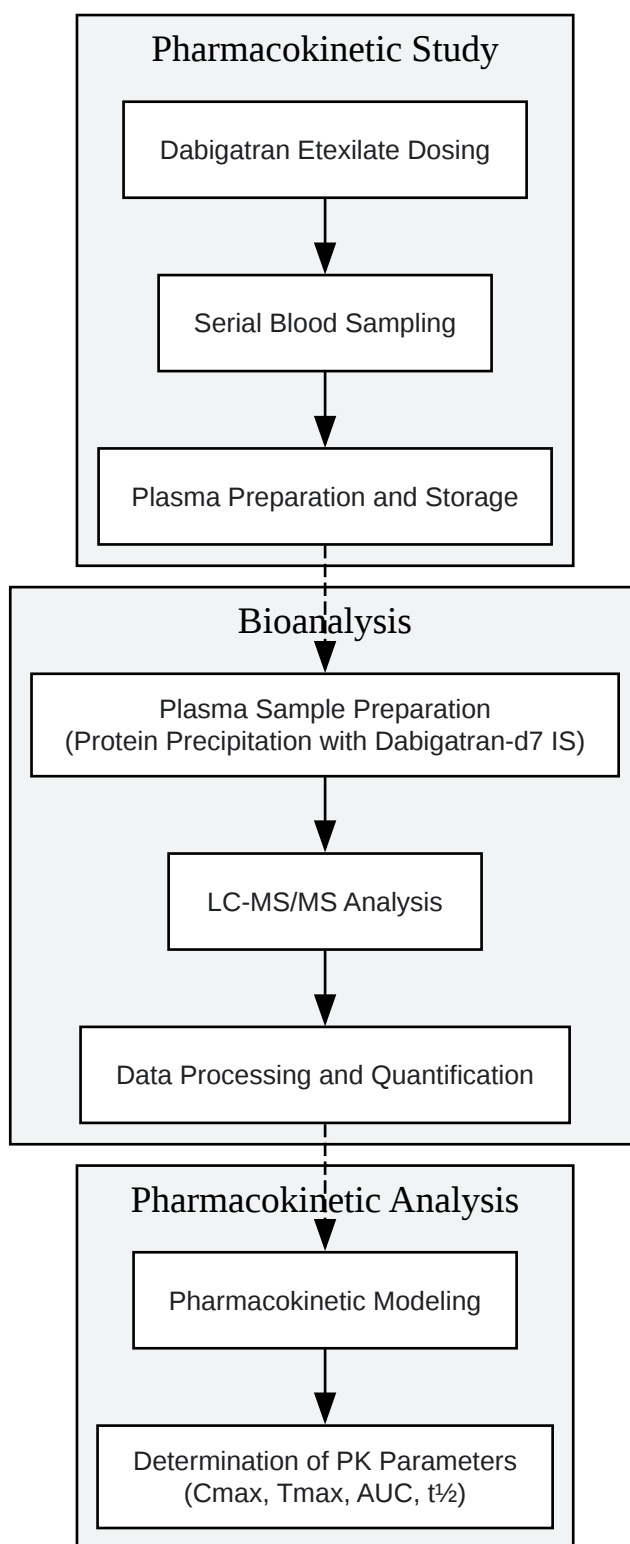 Pharmacokinetic Study
Dabigatran Etexilate Dosing
Serial Blood Sampling
Plasma Preparation and Storage
Bioanalysis
Plasma Sample Preparation
(Protein Precipitation with Dabigatran-d7 IS)
LC-MS/MS Analysis
Data Processing and Quantification
Pharmacokinetic Analysis
Pharmacokinetic Modeling
Determination of PK Parameters
(Cmax, Tmax, AUC, t½)